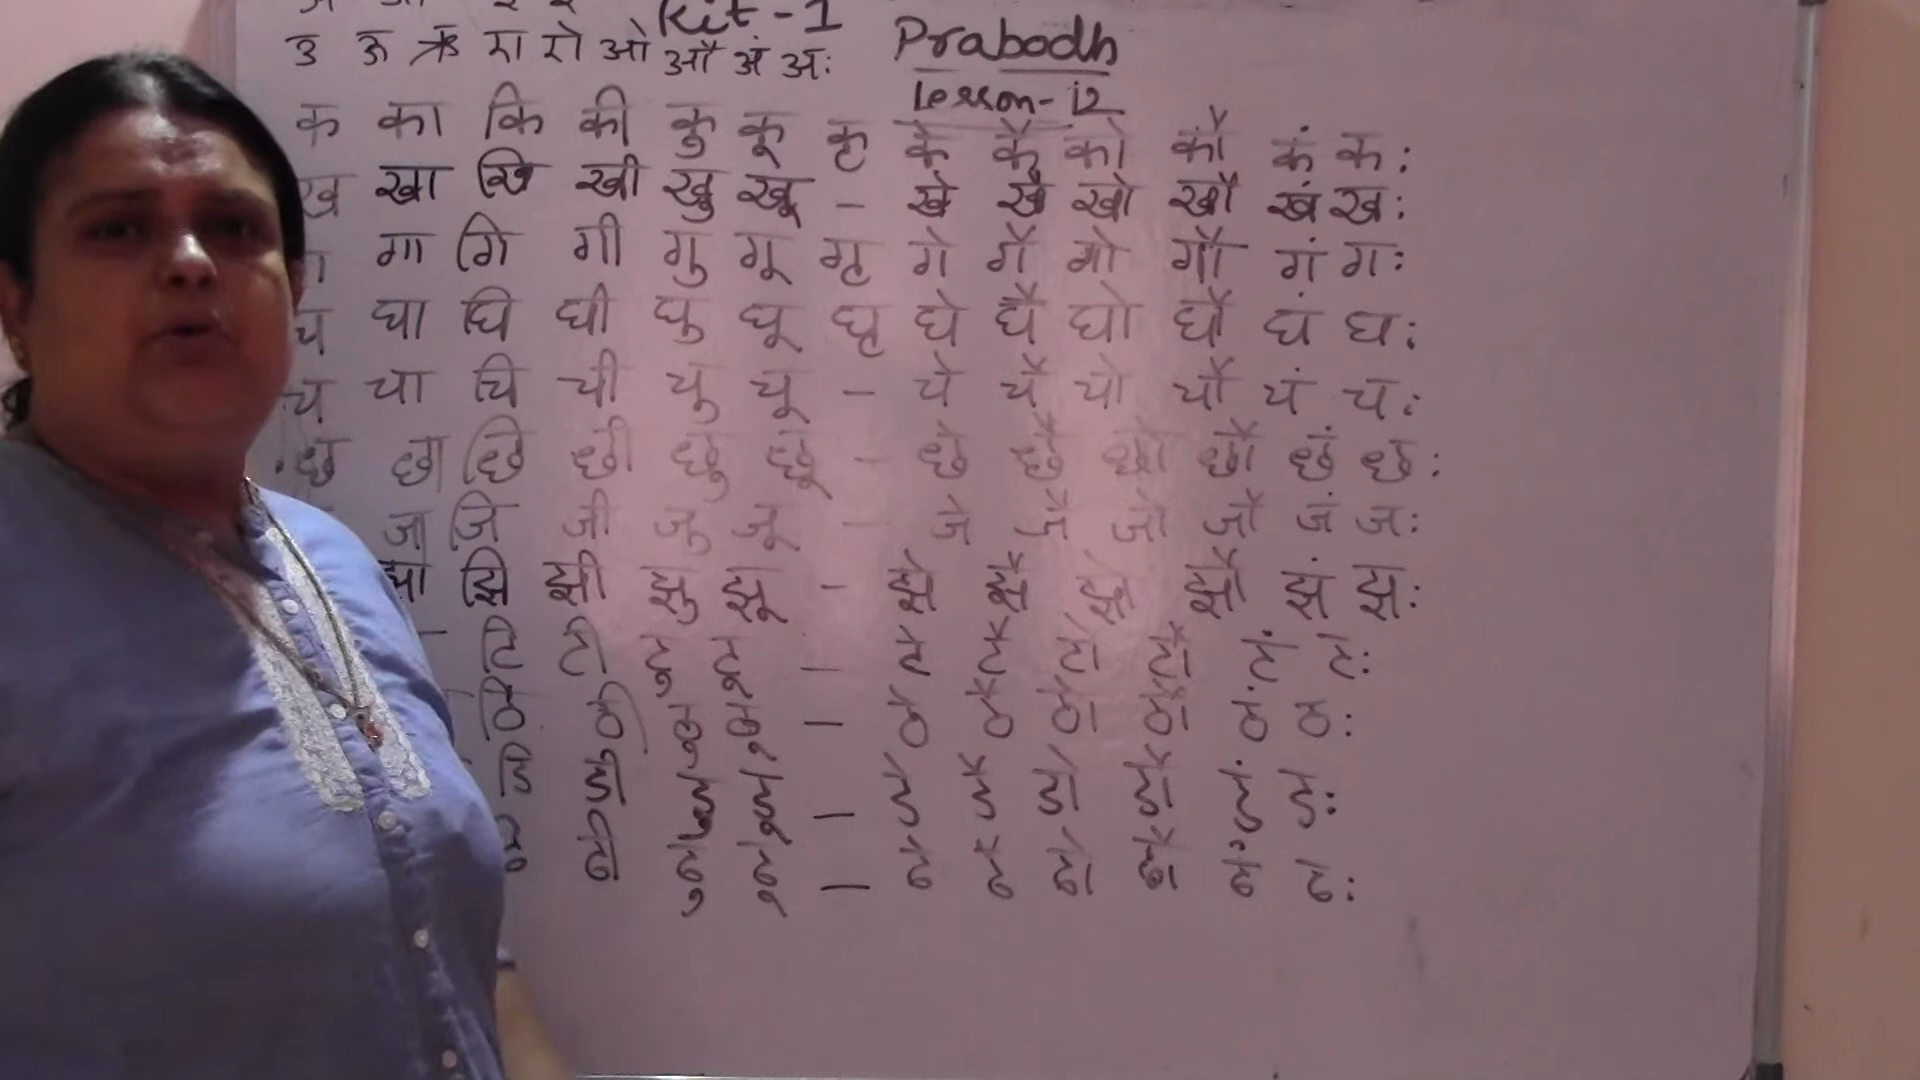 Kit - 1
उ ऊ ऋ ए ऐ ओ औ अं अः Prabodh
Lesson - 12
क का कि की कु कू कृ के कै को कौ कं कः
ख खा खि खी खु खू - खे खै खो खौ खं खः
ग गा गि गी गु गू गृ गे गै गो गौ गं गः
घ घा घि घी घु घू घृ घे घै घो घौ घं घः
च चा चि ची चु चू - चे चै चो चौ चं चः
छ छा छि छी छु छू - छे छै छो छौ छं छः
जा जि जी जु जू - जे जै जो जौ जं जः
झा झि झी झु झू - झे झै झो झौ झं झः
टि टी टु टू - टे टै टो टौ टं टः
ठि ठी ठु ठू - ठे ठै ठो ठौ ठं ठः
डि डी डु डू - डे डै डो डौ डं डः
ढी ढु ढू - ढे ढै ढो ढौ ढं ढः